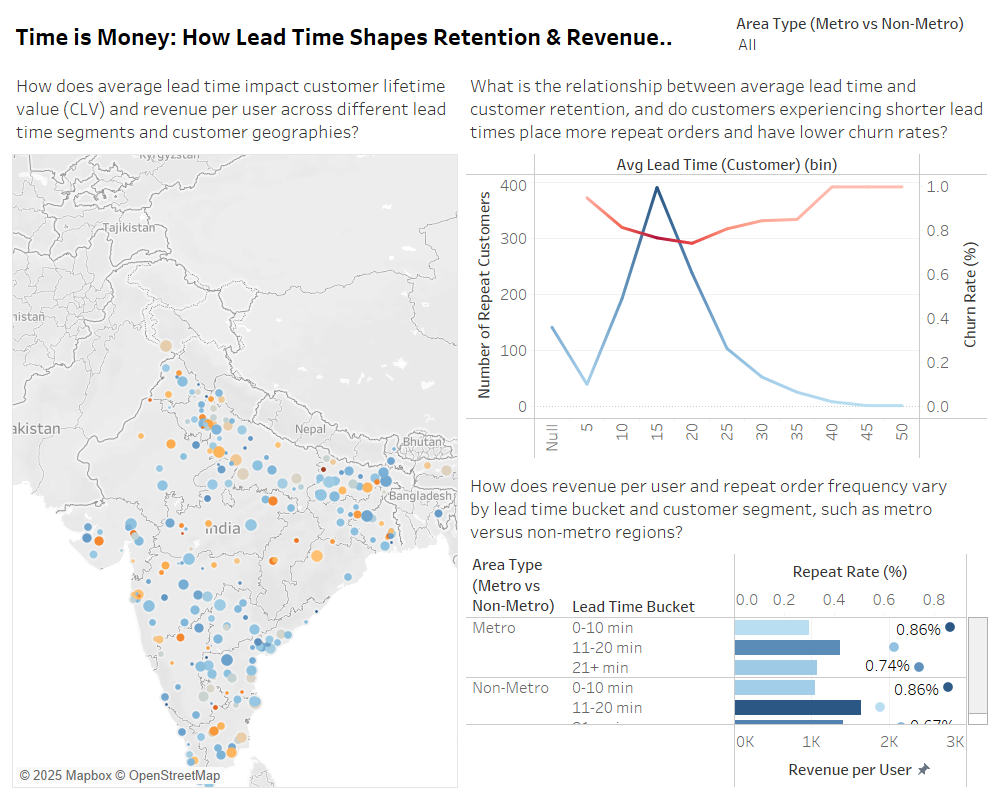 Time is Money: How Lead Time Shapes Retention & Revenue..
Area Type (Metro vs Non-Metro)
All
How does average lead time impact customer lifetime
value (CLV) and revenue per user across different lead
time segments and customer geographies?
Kyrgyzstan
Tajikistan
nistan
akistan
Nepal
Bhutan
Bangladesh
India
© 2025 Mapbox © OpenStreetMap
What is the relationship between average lead time and
customer retention, and do customers experiencing shorter lead
times place more repeat orders and have lower churn rates?
Avg Lead Time (Customer) (bin)
Number of Repeat Customers
400
300
200
100
0
1.0
0.8
0.6
0.4
0.2
0.0
Churn Rate (%)
Null
5
10
15
20
25
30
35
40
45
50
How does revenue per user and repeat order frequency vary
by lead time bucket and customer segment, such as metro
versus non-metro regions?
Area Type
(Metro vs
Non-Metro)
Lead Time Bucket
Repeat Rate (%)
0.0 0.2 0.4 0.6 0.8
Metro
0-10 min
0.86%
11-20 min
21+ min
0.74%
Non-Metro
0-10 min
0.86%
11-20 min
0.67%
0K 1K 2K 3K
Revenue per User